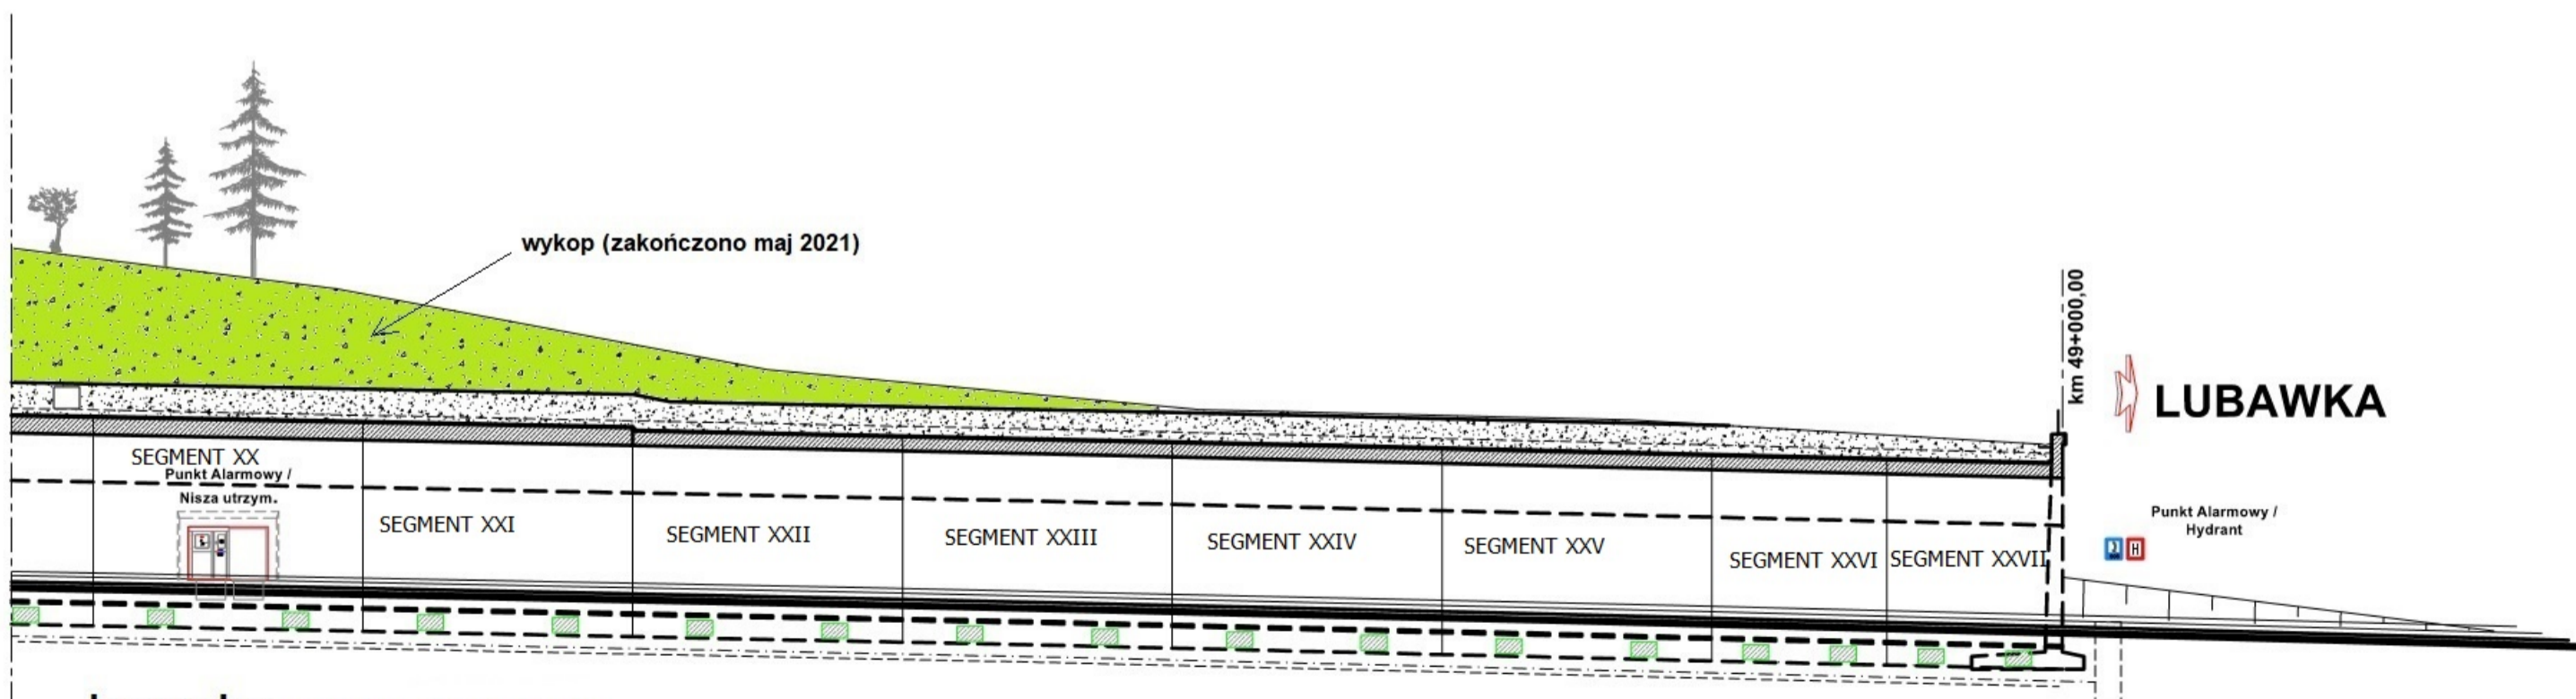 wykop (zakończono maj 2021)
km 49+000,00
LUBAWKA
SEGMENT XX
Punkt Alarmowy /
Nisza utrzym.
SEGMENT XXI
SEGMENT XXII
SEGMENT XXIII
SEGMENT XXIV
SEGMENT XXV
SEGMENT XXVI
SEGMENT XXVII
Punkt Alarmowy /
Hydrant
H